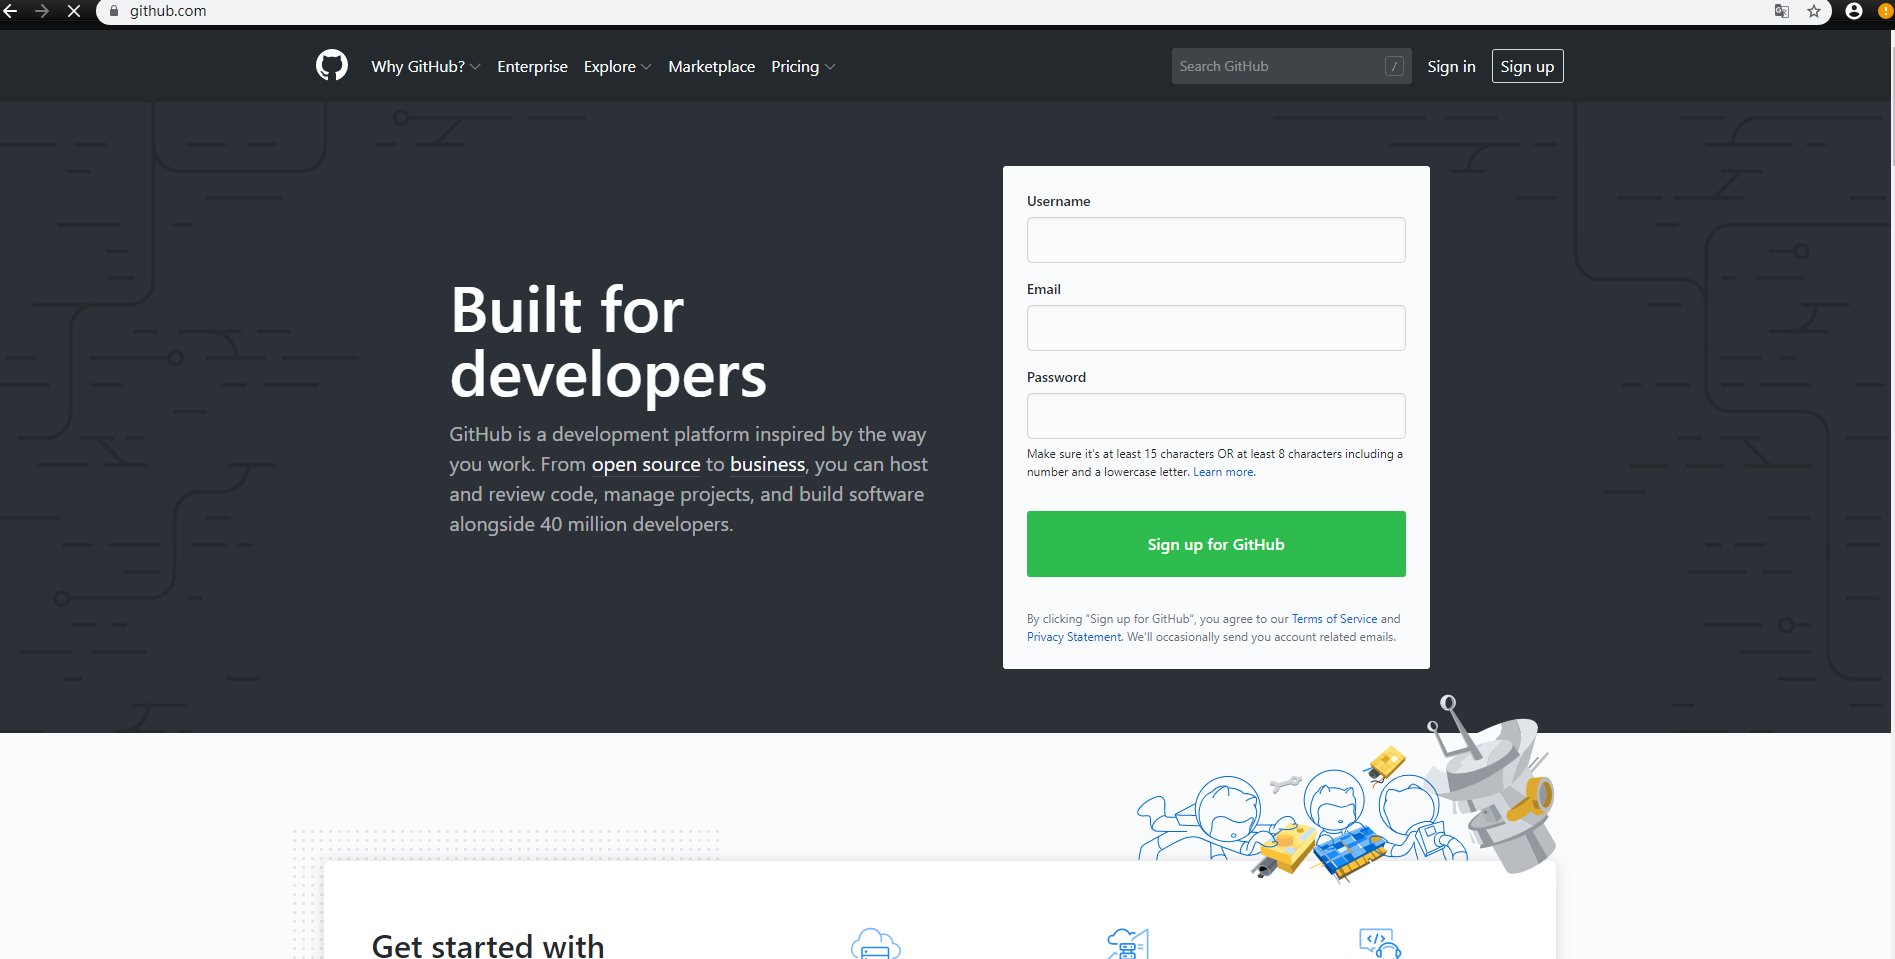 github.com
Why GitHub? Enterprise Explore Marketplace Pricing
Search GitHub /
Sign in
Sign up
Built for
developers
GitHub is a development platform inspired by the way
you work. From open source to business, you can host
and review code, manage projects, and build software
alongside 40 million developers.
Username
Email
Password
Make sure it's at least 15 characters OR at least 8 characters including a
number and a lowercase letter. Learn more.
Sign up for GitHub
By clicking “Sign up for GitHub”, you agree to our Terms of Service and
Privacy Statement. We’ll occasionally send you account related emails.
Get started with